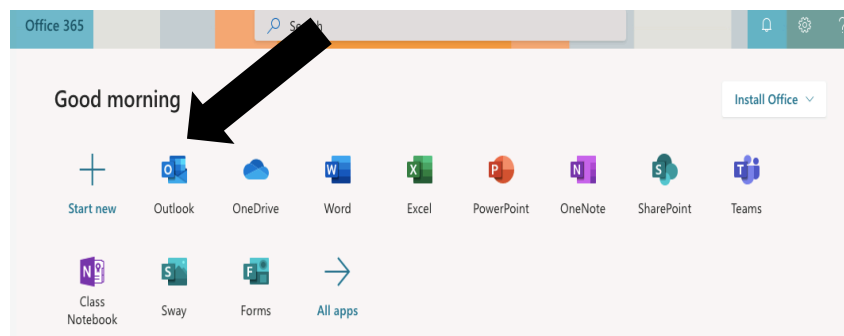 Office 365
Good morning
Install Office
Start new
Outlook
OneDrive
Word
Excel
PowerPoint
OneNote
SharePoint
Teams
Class
Notebook
Sway
Forms
All apps